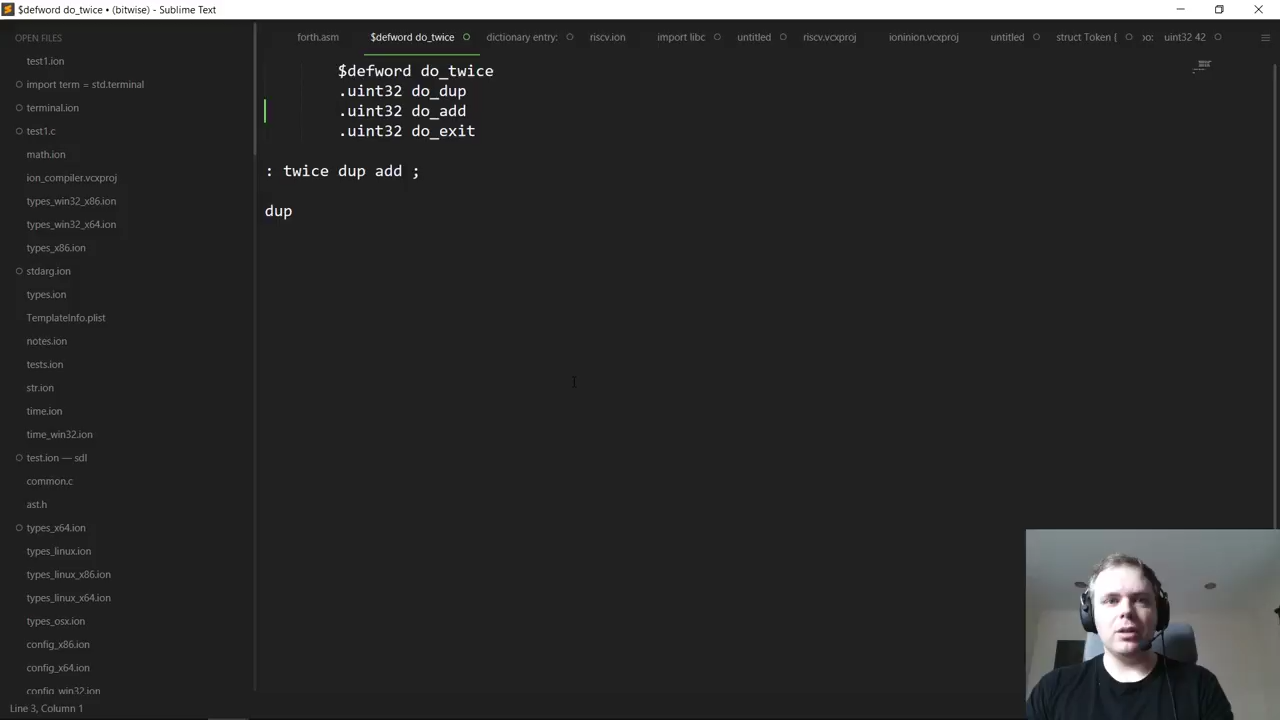 $defword do_twice • (bitwise) - Sublime Text
OPEN FILES
test1.ion
import term = std.terminal
terminal.ion
test1.c
math.ion
ion_compiler.vcxproj
types_win32_x86.ion
types_win32_x64.ion
types_x86.ion
stdarg.ion
types.ion
TemplateInfo.plist
notes.ion
tests.ion
str.ion
time.ion
time_win32.ion
test.ion — sdl
common.c
ast.h
types_x64.ion
types_linux.ion
types_linux_x86.ion
types_linux_x64.ion
types_osx.ion
config_x86.ion
config_x64.ion
config_win32.ion
forth.asm $defword do_twice dictionary entry: riscv.ion import libc untitled riscv.vcxproj ioninion.vcxproj untitled struct Token { oo: uint32 42
$defword do_twice
.uint32 do_dup
.uint32 do_add
.uint32 do_exit
: twice dup add ;
dup
Line 3, Column 1